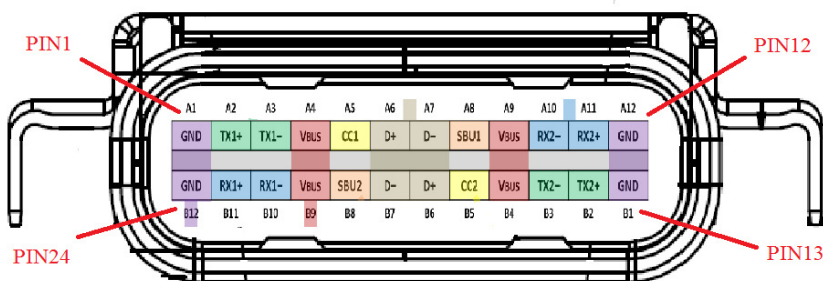 PIN1 PIN12
A1 A2 A3 A4 A5 A6 A7 A8 A9 A10 A11 A12
GND TX1+ TX1− VBUS CC1 D+ D− SBU1 VBUS RX2− RX2+ GND
GND RX1+ RX1− VBUS SBU2 D− D+ CC2 VBUS TX2− TX2+ GND
B12 B11 B10 B9 B8 B7 B6 B5 B4 B3 B2 B1
PIN24 PIN13